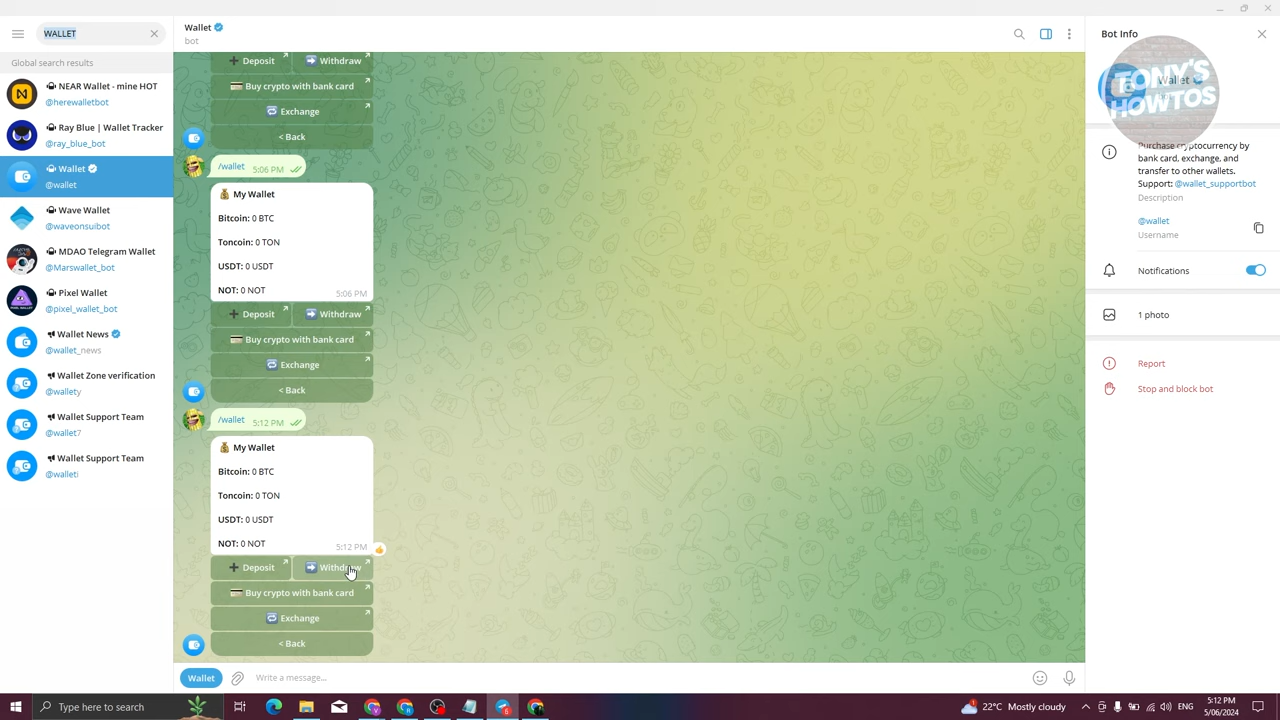 WALLET
Global search results
NEAR Wallet - mine HOT
@herewalletbot
Ray Blue | Wallet Tracker
@ray_blue_bot
Wallet
@wallet
Wave Wallet
@waveonsuibot
MDAO Telegram Wallet
@Marswallet_bot
Pixel Wallet
@pixel_wallet_bot
Wallet News
@wallet_news
Wallet Zone verification
@wallety
Wallet Support Team
@wallet7
Wallet Support Team
@walleti
Wallet
bot
Deposit
Withdraw
Buy crypto with bank card
Exchange
< Back
/wallet 5:06 PM
My Wallet
Bitcoin: 0 BTC
Toncoin: 0 TON
USDT: 0 USDT
NOT: 0 NOT
5:06 PM
Deposit
Withdraw
Buy crypto with bank card
Exchange
< Back
/wallet 5:12 PM
My Wallet
Bitcoin: 0 BTC
Toncoin: 0 TON
USDT: 0 USDT
NOT: 0 NOT
5:12 PM
Deposit
Withdraw
Buy crypto with bank card
Exchange
< Back
Wallet
Write a message...
Bot Info
Wallet
TONY'S
HOWTOS
Purchase cryptocurrency by
bank card, exchange, and
transfer to other wallets.
Support: @wallet_supportbot
Description
@wallet
Username
Notifications
1 photo
Report
Stop and block bot
Type here to search
22°C Mostly cloudy
ENG
5:12 PM
5/06/2024